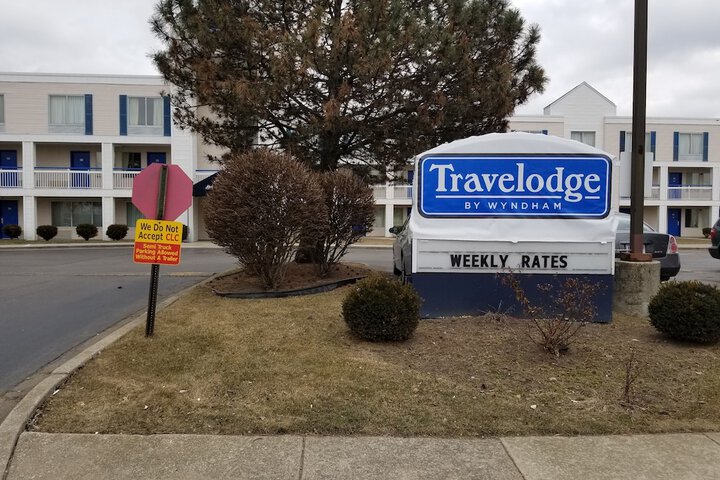 We Do Not
Accept CLC
Semi Truck
Parking Allowed
Without A Trailer
Travelodge
BY WYNDHAM
WEEKLY RATES